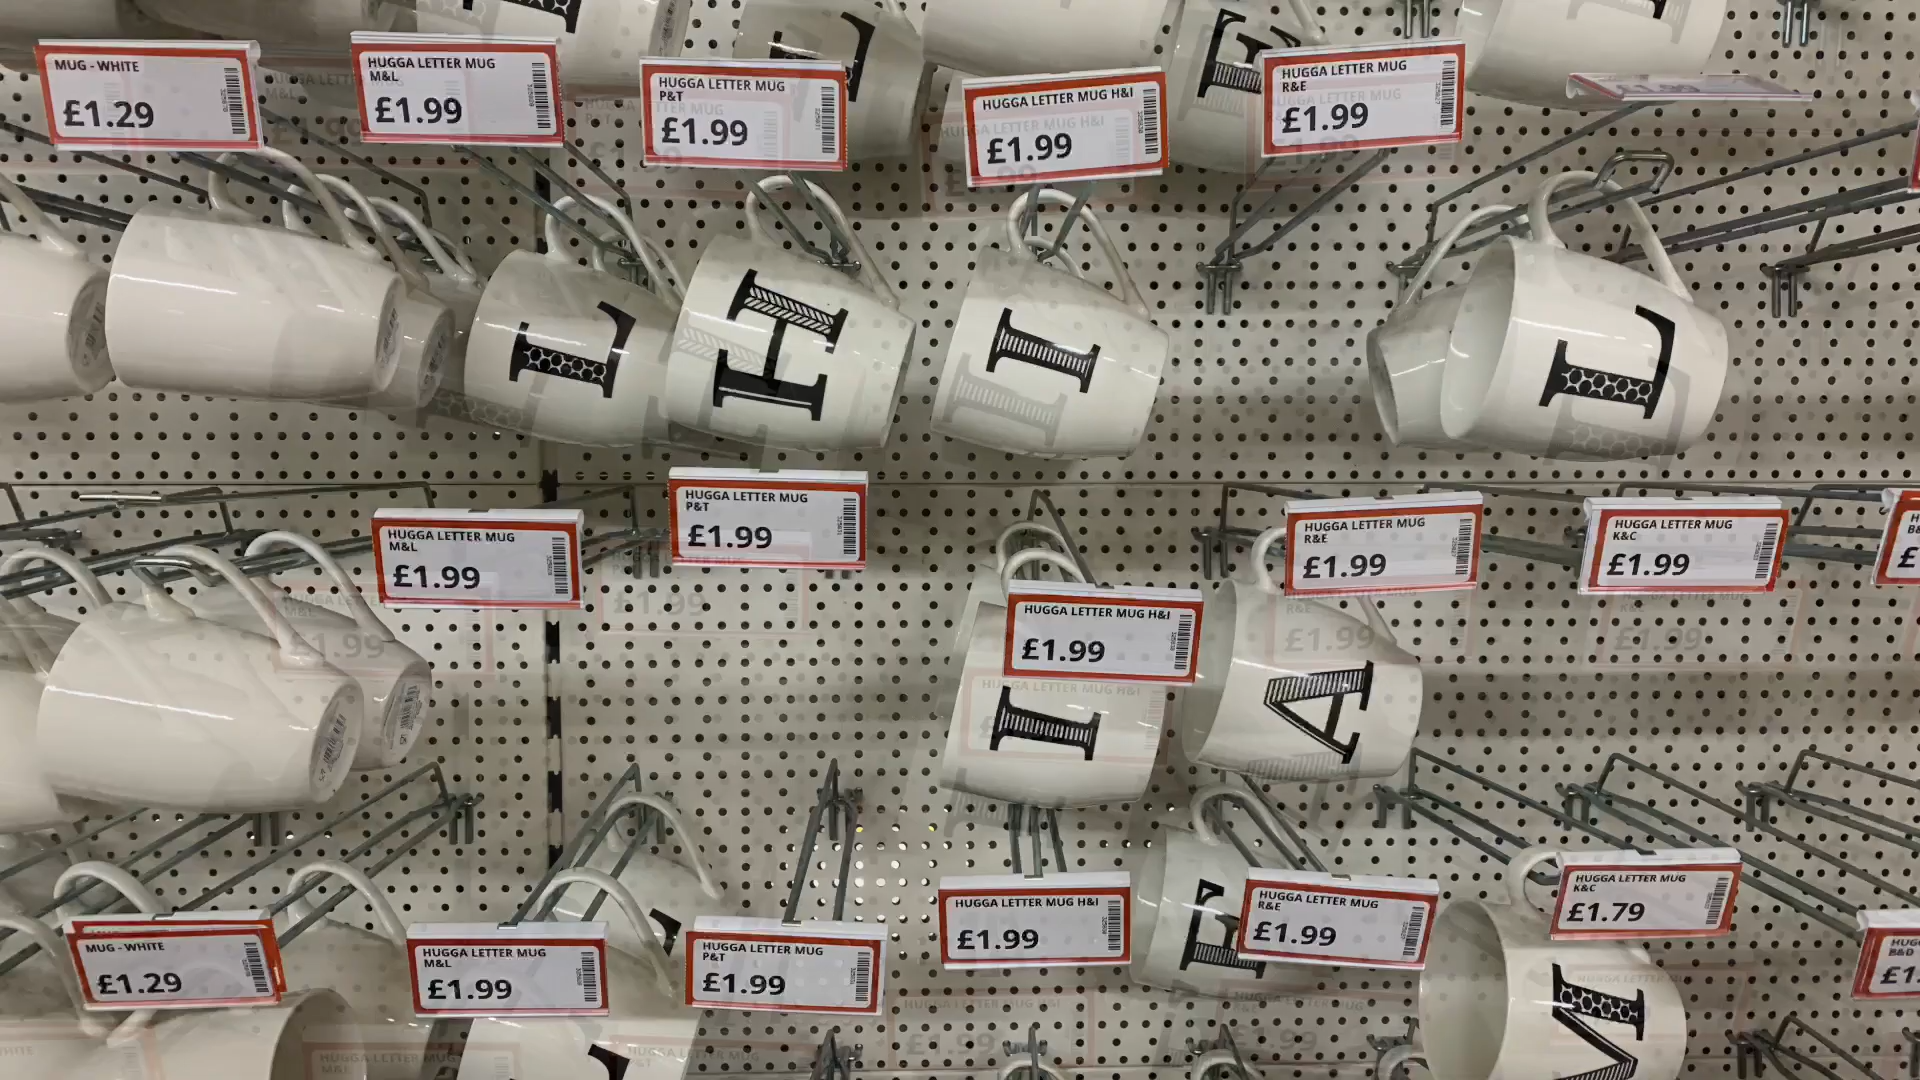 MUG - WHITE
£1.29
HUGGA LETTER MUG
M&L
£1.99
HUGGA LETTER MUG
P&T
£1.99
HUGGA LETTER MUG H&I
£1.99
HUGGA LETTER MUG
R&E
£1.99
L
E
L
H
I
L
HUGGA LETTER MUG
M&L
£1.99
HUGGA LETTER MUG
P&T
£1.99
HUGGA LETTER MUG H&I
£1.99
HUGGA LETTER MUG
R&E
£1.99
HUGGA LETTER MUG
K&C
£1.99
I
A
MUG - WHITE
£1.29
HUGGA LETTER MUG
M&L
£1.99
HUGGA LETTER MUG
P&T
£1.99
HUGGA LETTER MUG H&I
£1.99
E
HUGGA LETTER MUG
R&E
£1.99
HUGGA LETTER MUG
K&C
£1.79
M